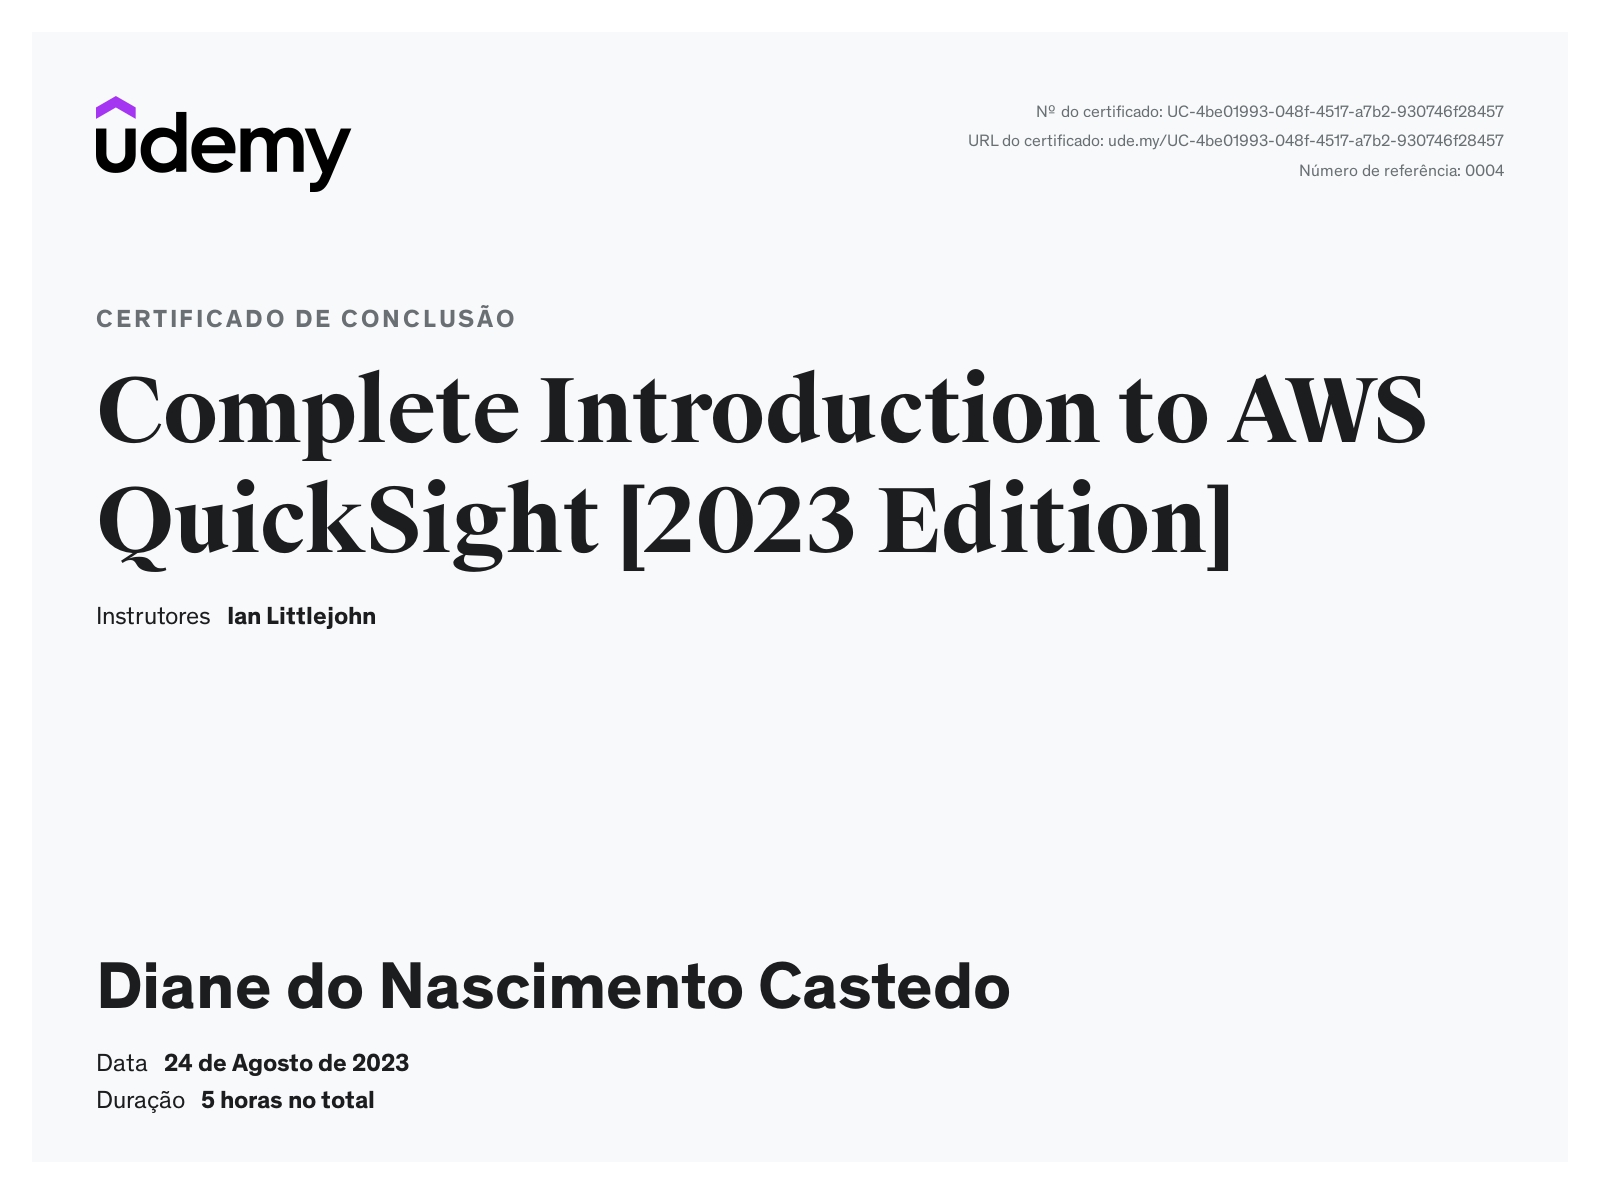 udemy
Nº do certificado: UC-4be01993-048f-4517-a7b2-930746f28457
URL do certificado: ude.my/UC-4be01993-048f-4517-a7b2-930746f28457
Número de referência: 0004
CERTIFICADO DE CONCLUSÃO
Complete Introduction to AWS
QuickSight [2023 Edition]
Instrutores Ian Littlejohn
Diane do Nascimento Castedo
Data 24 de Agosto de 2023
Duração 5 horas no total